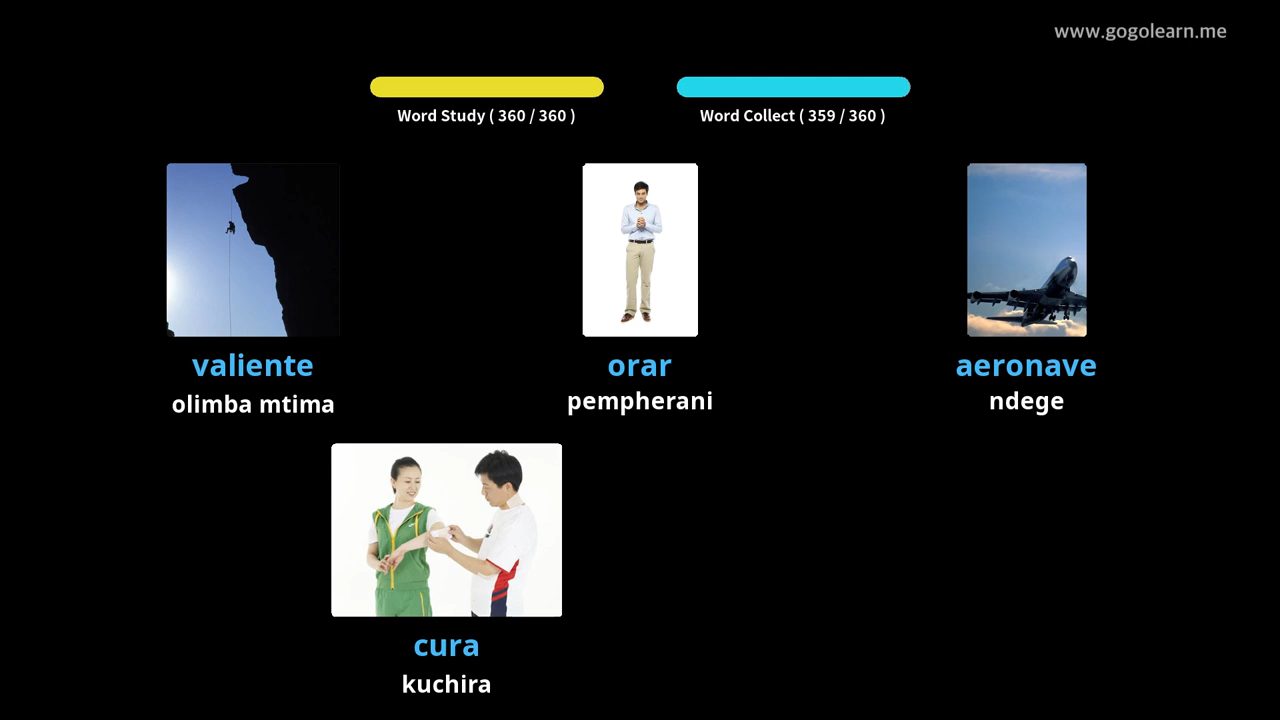 www.gogolearn.me
Word Study ( 360 / 360 )
Word Collect ( 359 / 360 )
valiente
olimba mtima
orar
pempherani
aeronave
ndege
cura
kuchira